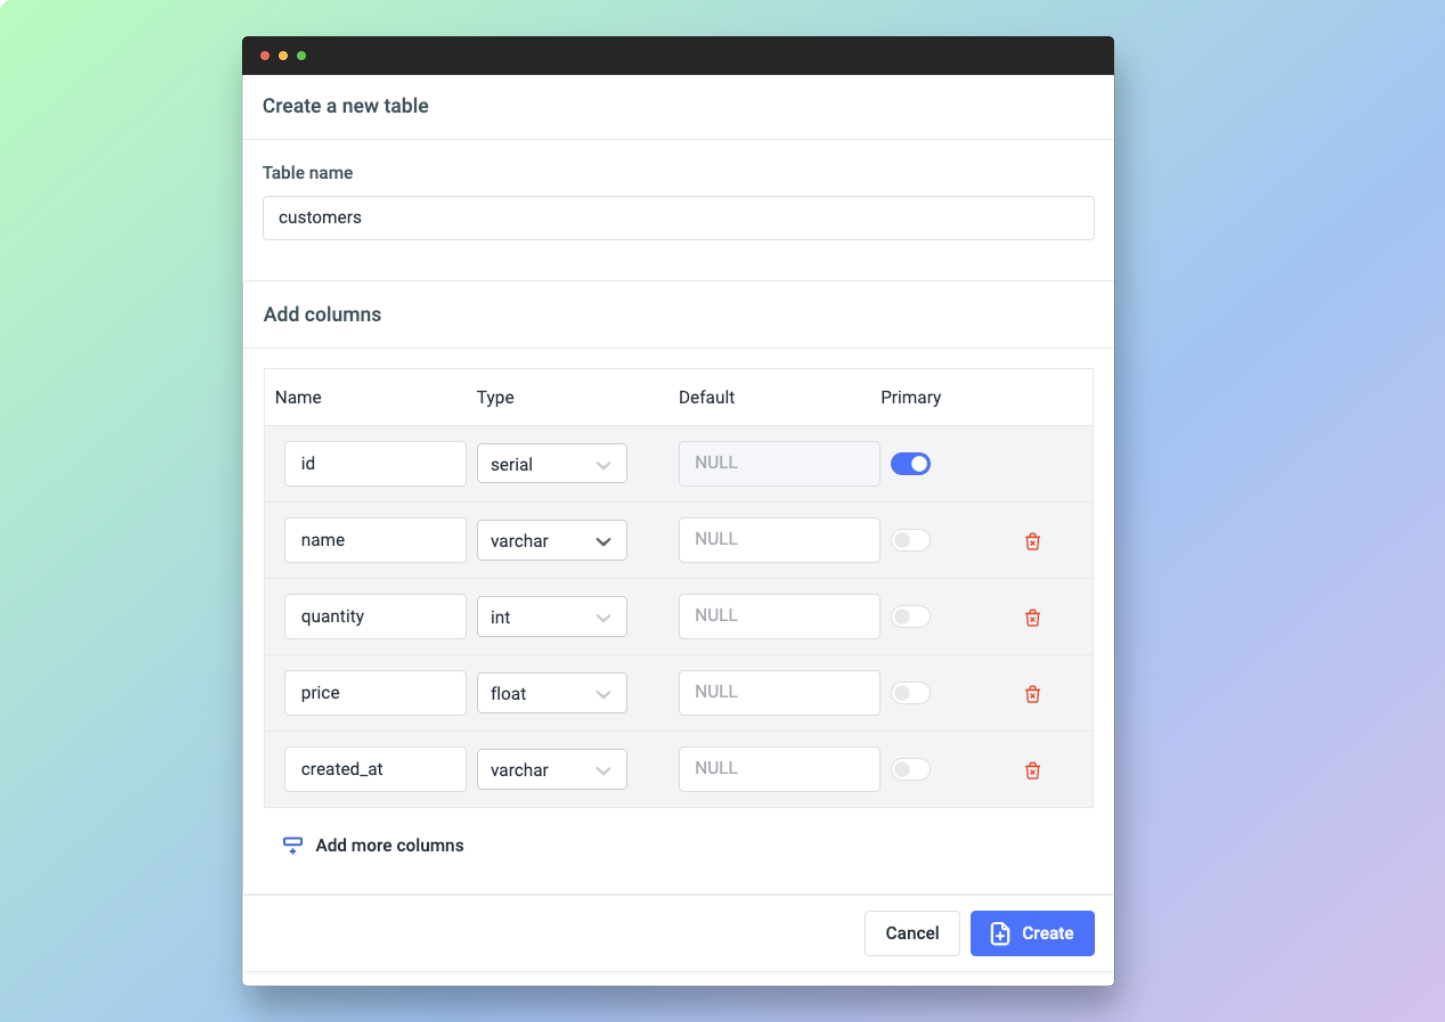 Create a new table
Table name
customers
Add columns
Name Type Default Primary
id serial NULL
name varchar NULL
quantity int NULL
price float NULL
created_at varchar NULL
Add more columns
Cancel Create